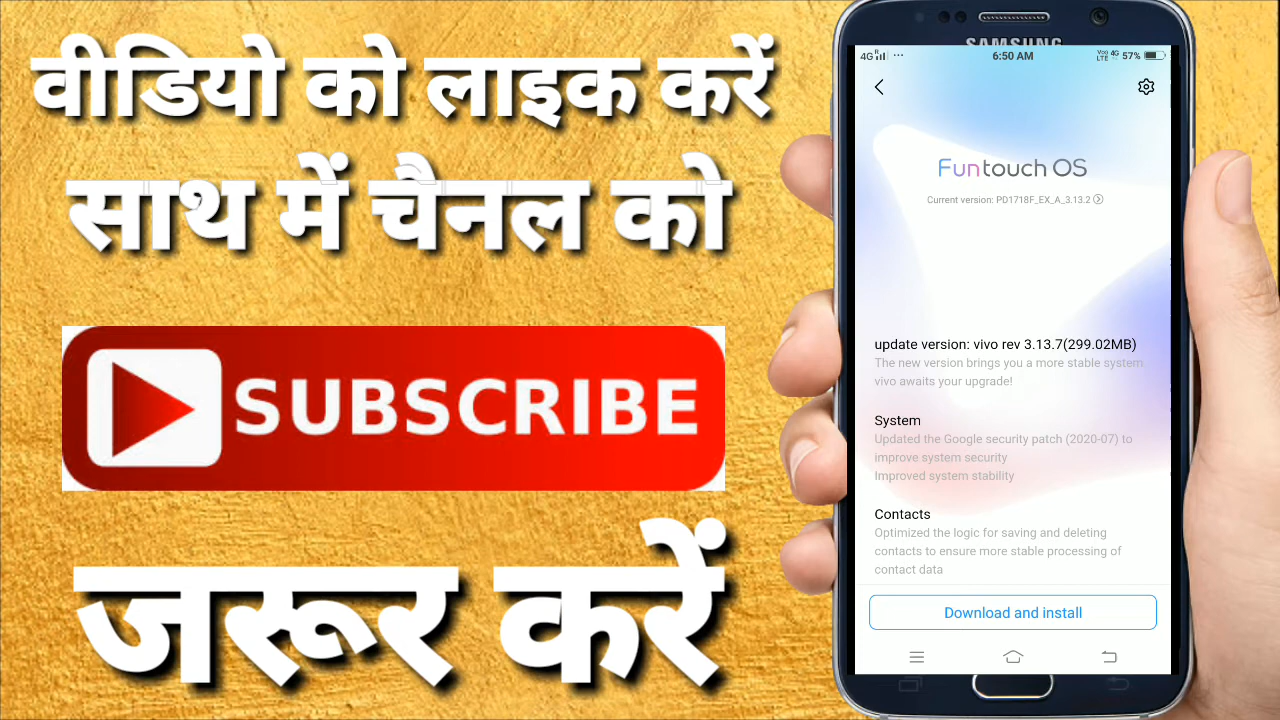 वीडियो को लाइक करें
साथ में चैनल को
SUBSCRIBE
जरूर करें
SAMSUNG
4G R ... 6:50 AM VoD LTE 4G 57%
Funtouch OS
Current version: PD1718F_EX_A_3.13.2
update version: vivo rev 3.13.7(299.02MB)
The new version brings you a more stable system
vivo awaits your upgrade!
System
Updated the Google security patch (2020-07) to
improve system security
Improved system stability
Contacts
Optimized the logic for saving and deleting
contacts to ensure more stable processing of
contact data
Download and install